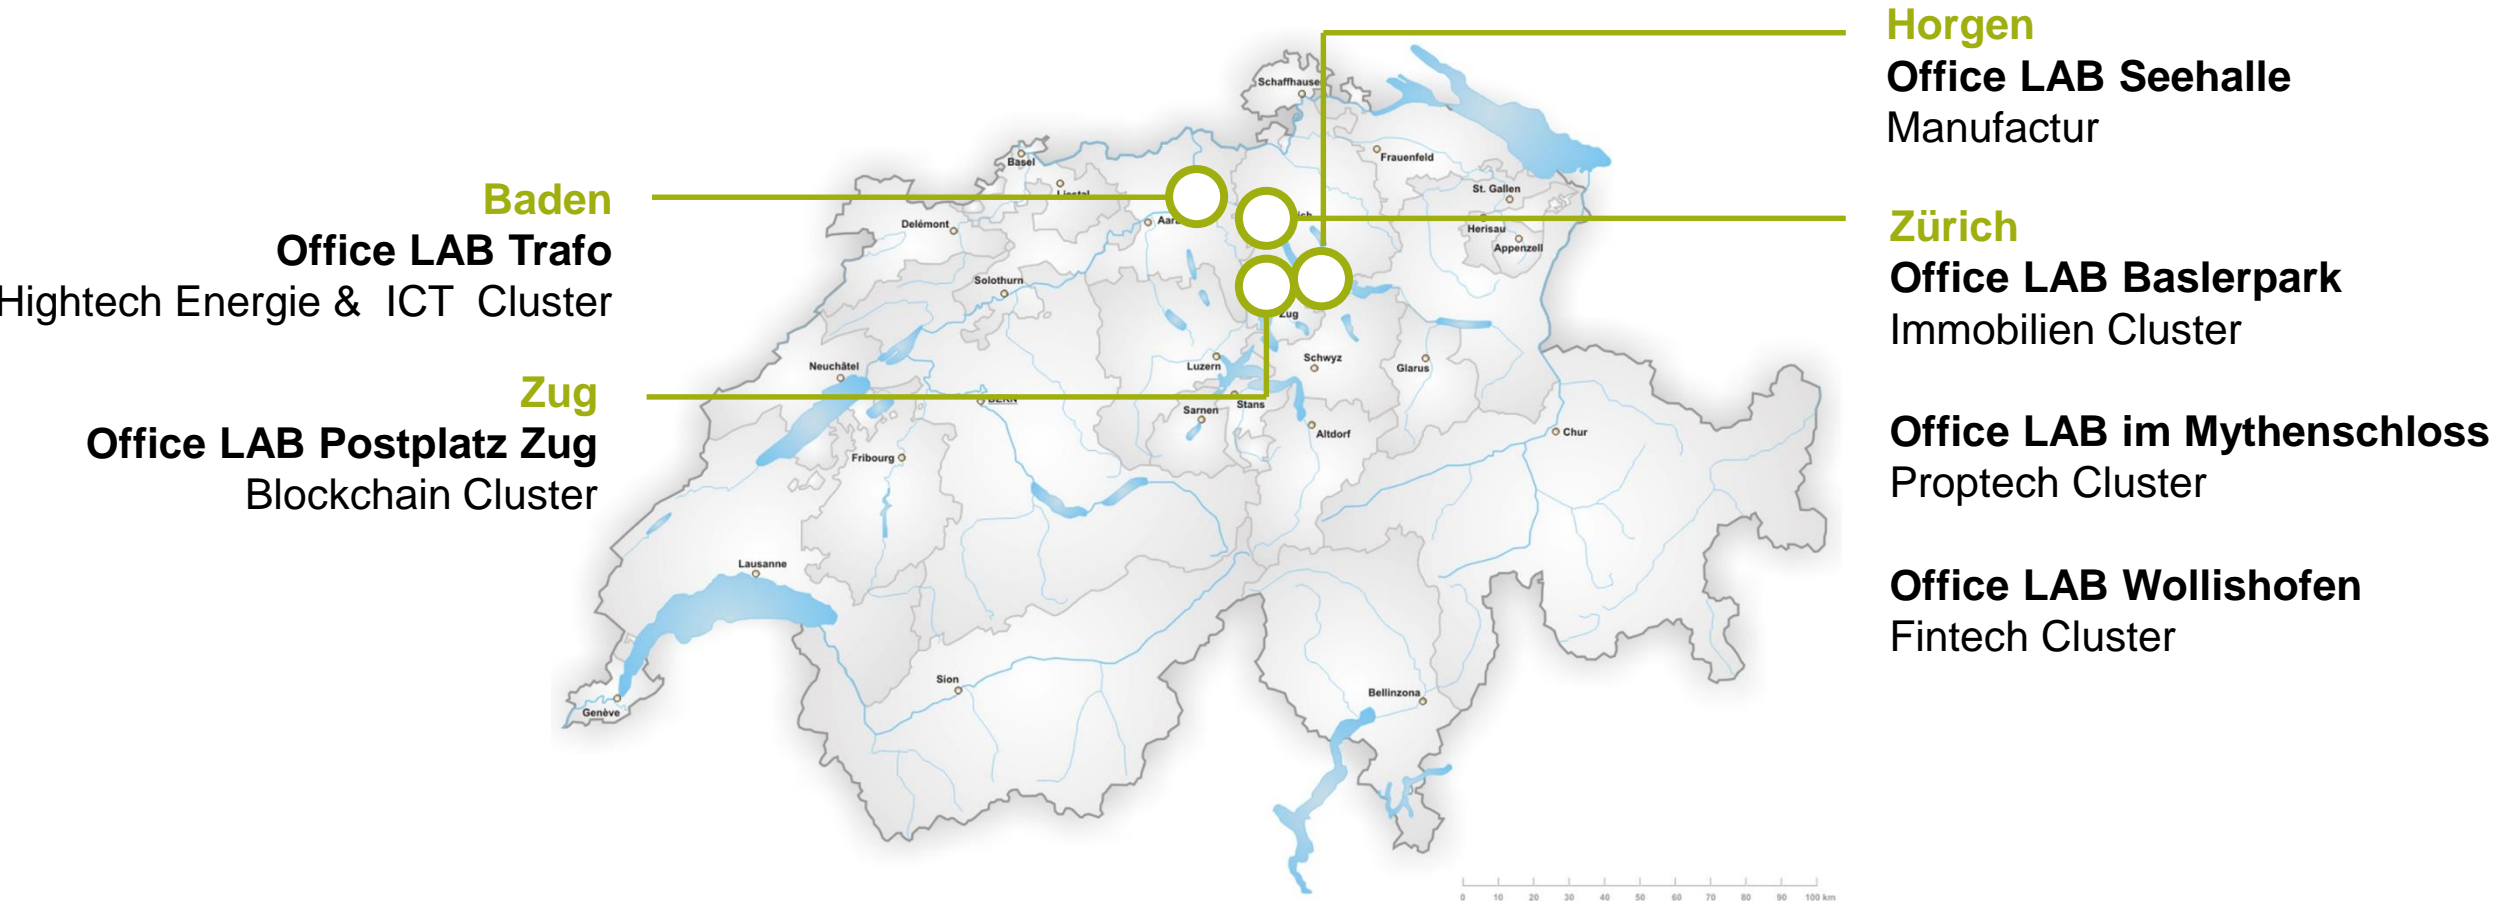 Horgen
Office LAB Seehalle
Manufactur
Baden
Office LAB Trafo
Hightech Energie & ICT Cluster
Zug
Office LAB Postplatz Zug
Blockchain Cluster
Zürich
Office LAB Baslerpark
Immobilien Cluster
Office LAB im Mythenschloss
Proptech Cluster
Office LAB Wollishofen
Fintech Cluster
Schaffhause
Basel
Frauenfeld
St. Gallen
Herisau
Appenzell
Delémont
Solothurn
Zug
Neuchâtel
Luzern
Schwyz
Glarus
Sarnen
Stans
Altdorf
Chur
Fribourg
Lausanne
Sion
Bellinzona
Genève
0 10 20 30 40 50 60 70 80 90 100 km